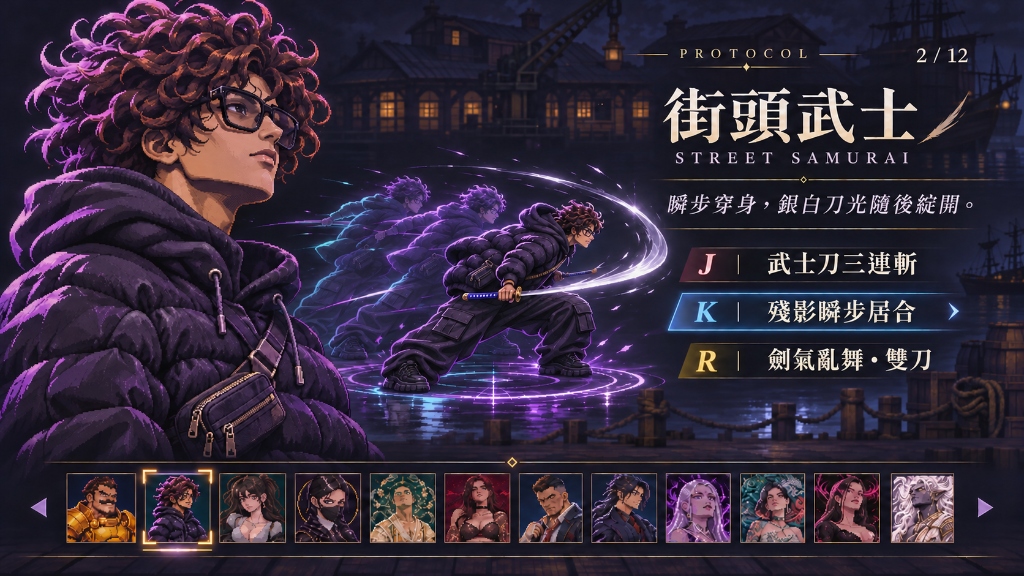 PROTOCOL
2 / 12
街頭武士
STREET SAMURAI
瞬步穿身，銀白刀光隨後綻開。
J 武士刀三連斬
K 殘影瞬步居合
R 劍氣亂舞・雙刀